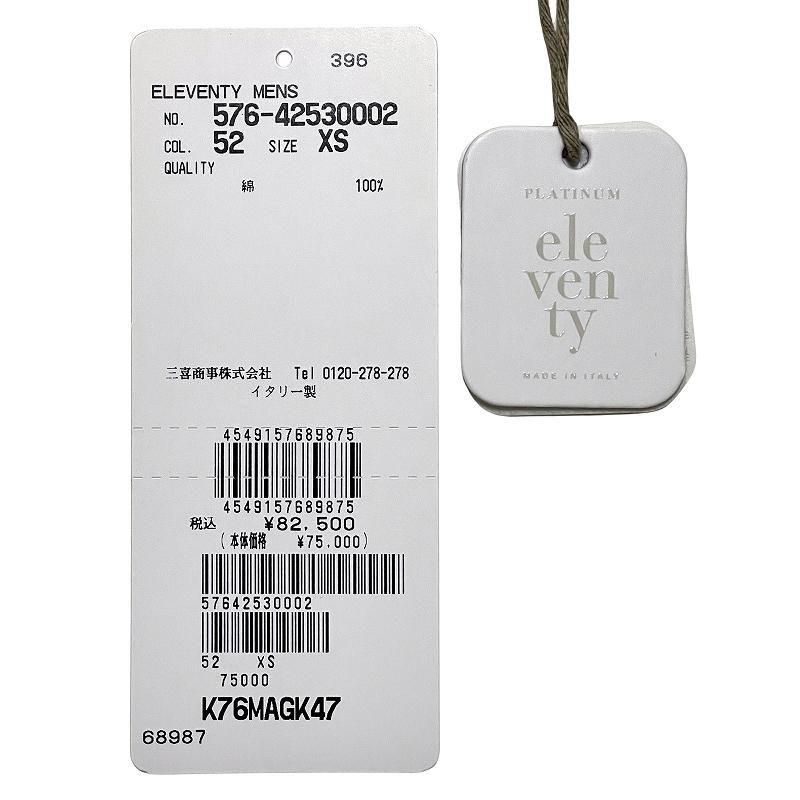 396
ELEVENTY MENS
NO. 576-42530002
COL. 52 SIZE XS
QUALITY
綿 100%
三喜商事株式会社 Tel 0120-278-278
イタリー製
4549157689875
4549157689875
税込 ¥82,500
(本体価格 ¥75,000)
57642530002
52 XS
75000
K76MAGK47
68987
PLATINUM
ele
ven
ty
MADE IN ITALY